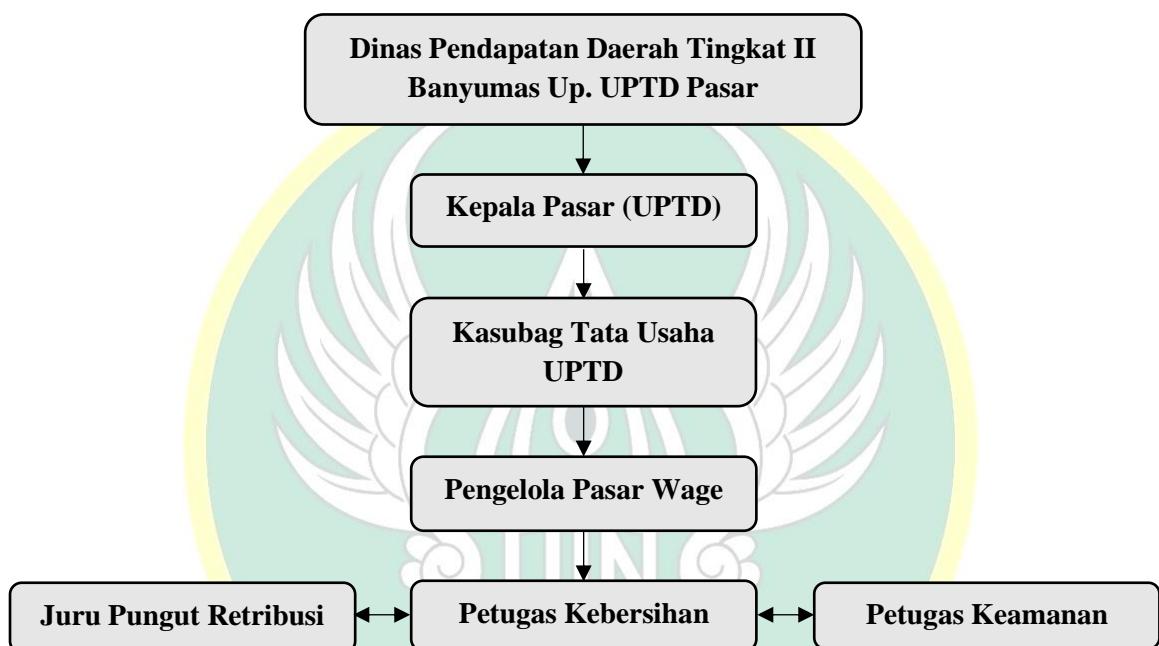 Dinas Pendapatan Daerah Tingkat II
Banyumas Up. UPTD Pasar
Kepala Pasar (UPTD)
Kasubag Tata Usaha
UPTD
Pengelola Pasar Wage
UIN
Juru Pungut Retribusi
Petugas Kebersihan
Petugas Keamanan